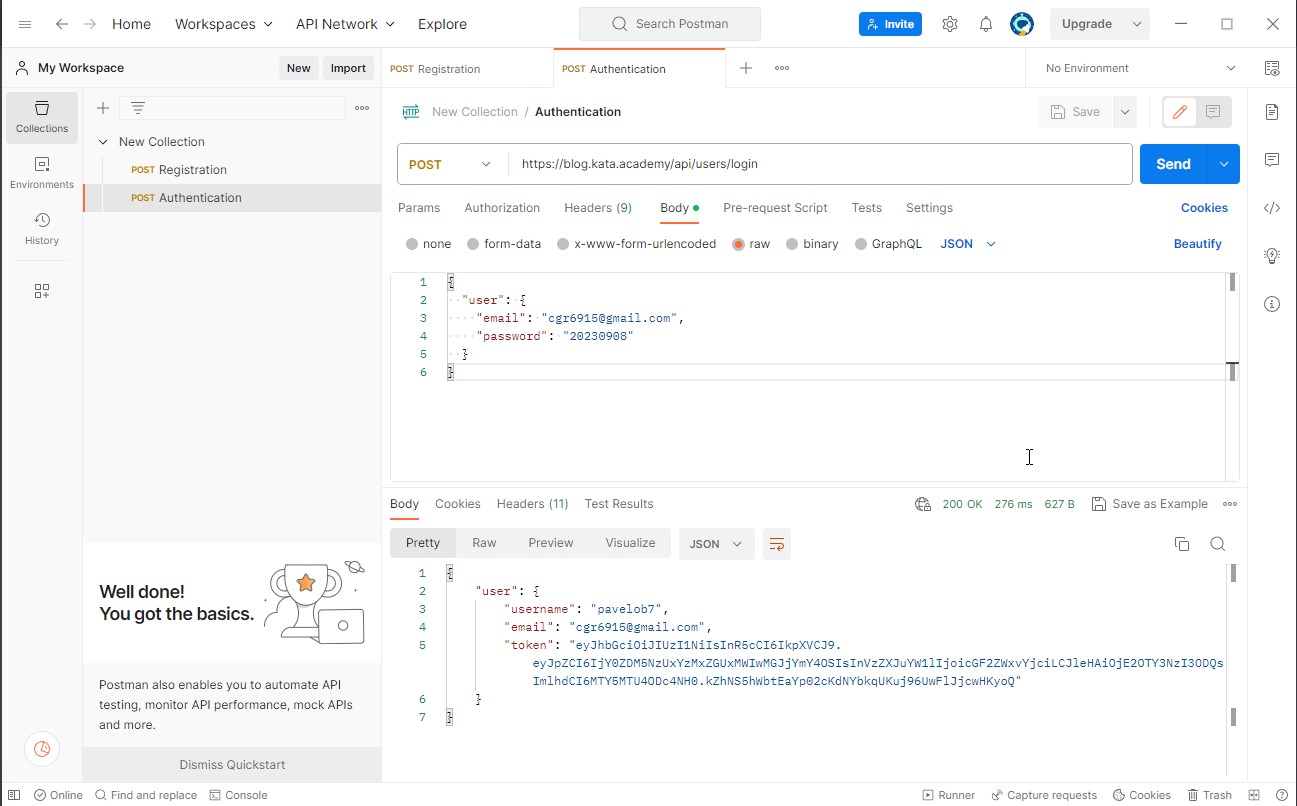 Home Workspaces API Network Explore Search Postman Invite Upgrade
My Workspace New Import POST Registration POST Authentication No Environment
Collections
Environments
History
New Collection
POST Registration
POST Authentication
HTTP New Collection / Authentication Save
POST https://blog.kata.academy/api/users/login Send
Params Authorization Headers (9) Body Pre-request Script Tests Settings Cookies
none form-data x-www-form-urlencoded raw binary GraphQL JSON Beautify
1 {
2 "user": {
3 "email": "cgr6915@gmail.com",
4 "password": "20230908"
5 }
6 }
Body Cookies Headers (11) Test Results 200 OK 276 ms 627 B Save as Example
Pretty Raw Preview Visualize JSON
1 {
2 "user": {
3 "username": "pavelob7",
4 "email": "cgr6915@gmail.com",
5 "token": "eyJhbGciOiJIUzI1NiIsInR5cCI6IkpXVCJ9.
eyJpZCI6IjY0ZDM5NzUxYzMxZGUxMWIwMGJjYmY4OSIsInVzZXJuYW1lIjoicGF2ZWxvYjciLCJleHAiOjE2OTY3NzI3ODQs
ImlhdCI6MTY5MTU4ODc4NH0.kZhNS5hWbtEaYp02cKdNYbkqUKuj96UwFlJjcwHKyoQ"
6 }
7 }
Well done!
You got the basics.
Postman also enables you to automate API
testing, monitor API performance, mock APIs
and more.
Dismiss Quickstart
Online Find and replace Console Runner Capture requests Cookies Trash